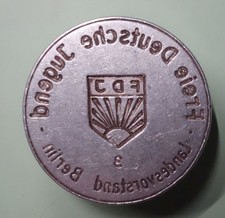 Freie Deutsche Jugend
- Landesvorstand Berlin -
FDJ
3